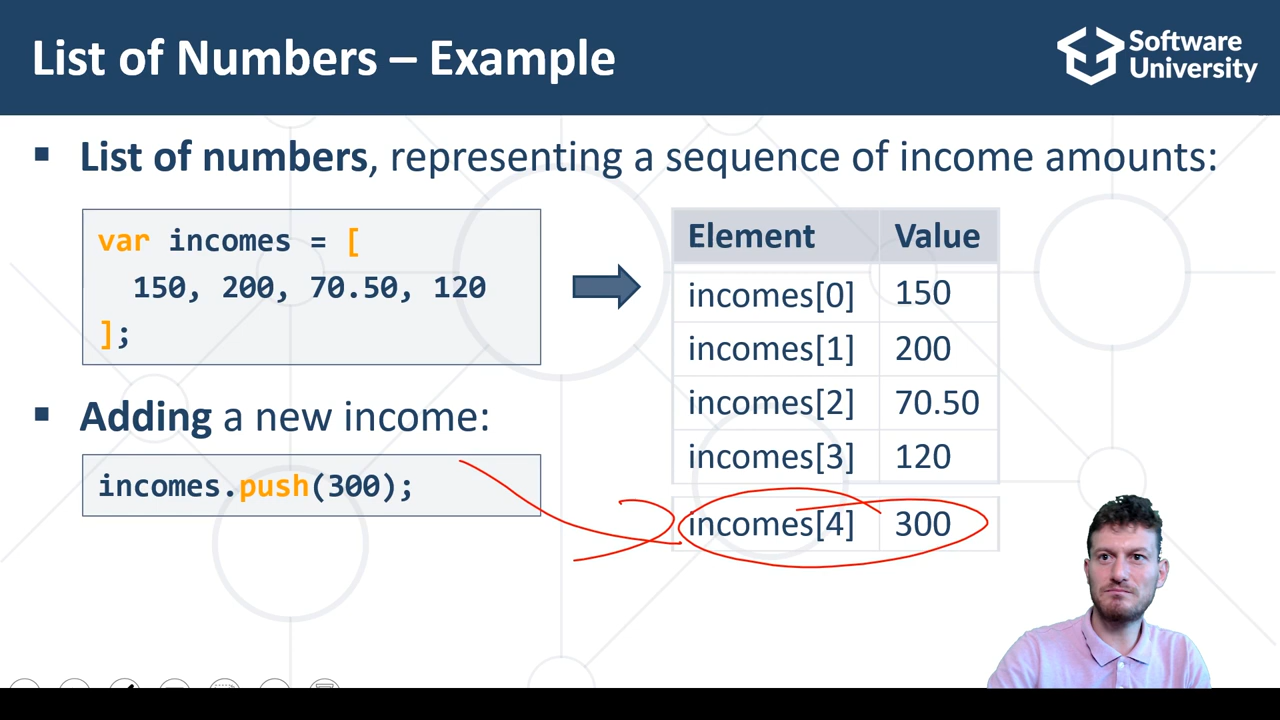 List of Numbers – Example
Software
University
▪ List of numbers, representing a sequence of income amounts:
var incomes = [
150, 200, 70.50, 120
];
Element Value
incomes[0] 150
incomes[1] 200
incomes[2] 70.50
incomes[3] 120
▪ Adding a new income:
incomes.push(300);
incomes[4] 300